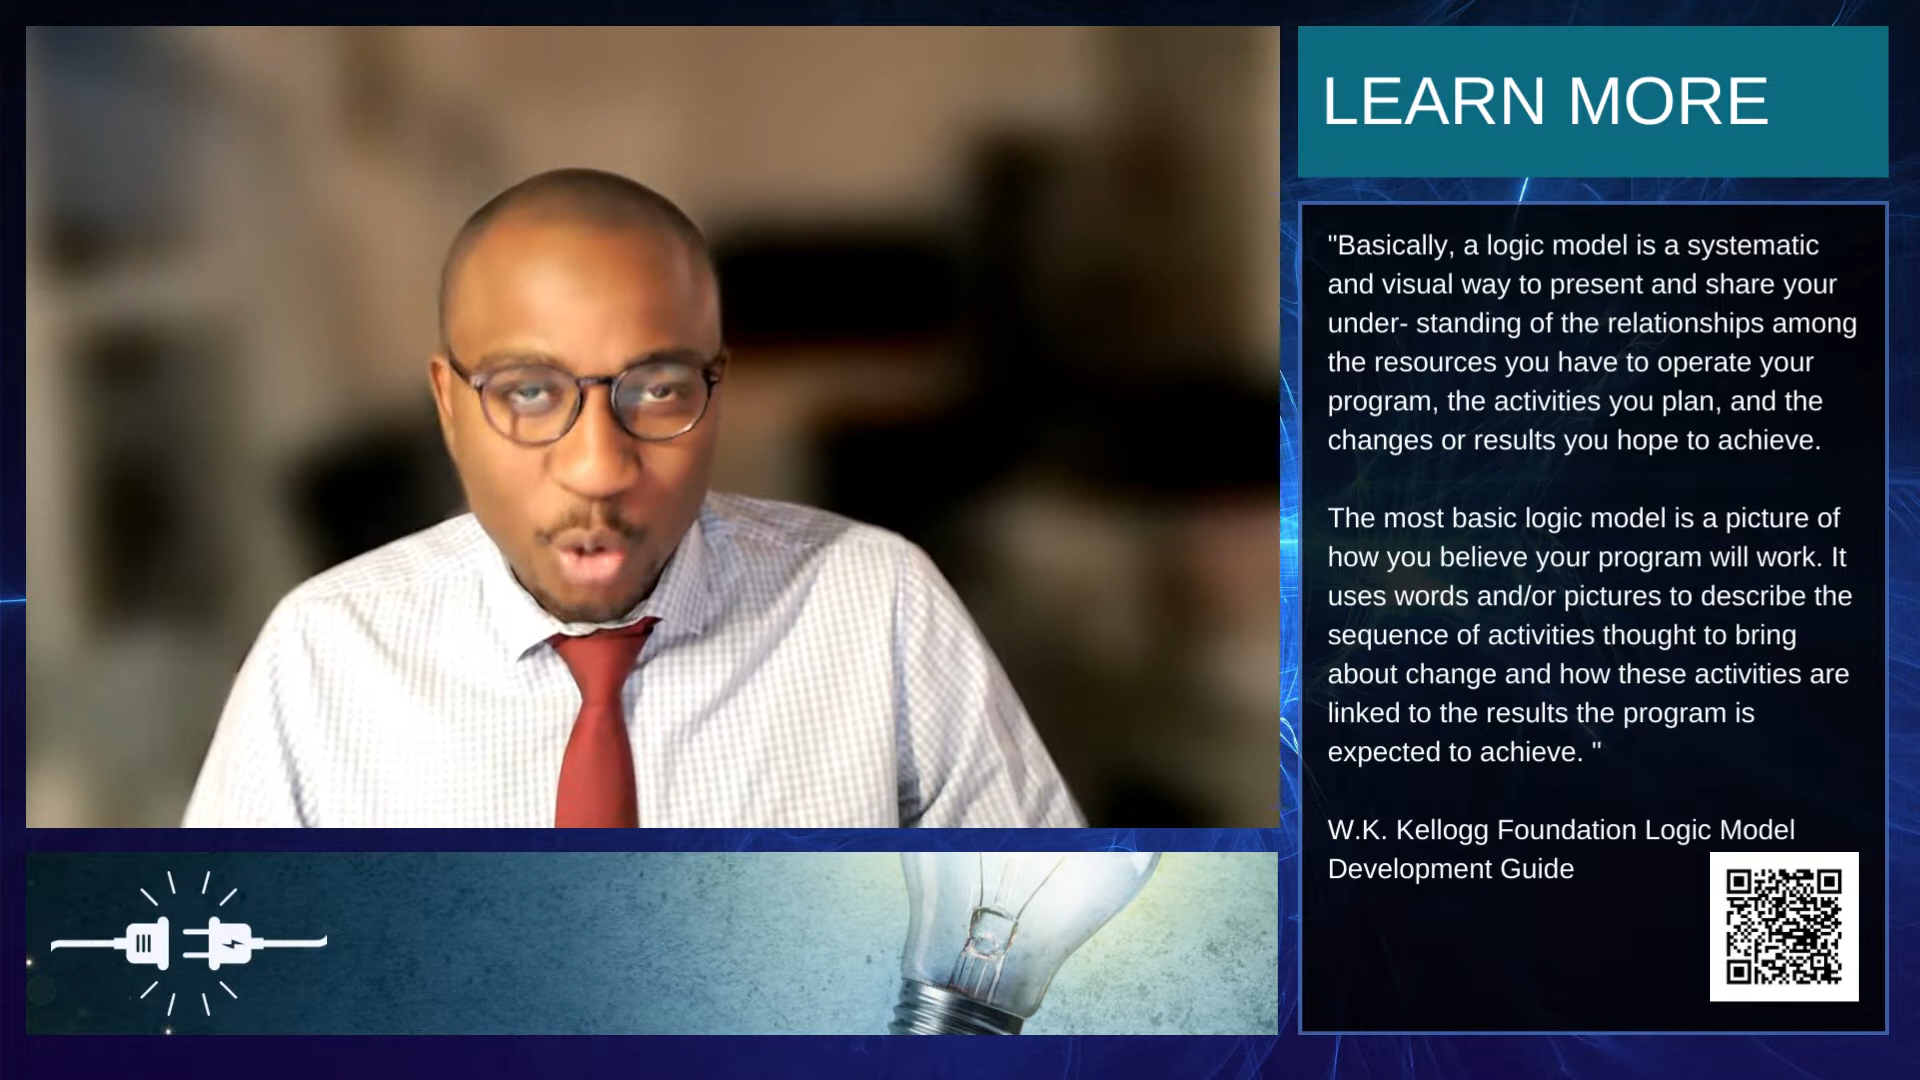 LEARN MORE
"Basically, a logic model is a systematic
and visual way to present and share your
under- standing of the relationships among
the resources you have to operate your
program, the activities you plan, and the
changes or results you hope to achieve.
The most basic logic model is a picture of
how you believe your program will work. It
uses words and/or pictures to describe the
sequence of activities thought to bring
about change and how these activities are
linked to the results the program is
expected to achieve. "
W.K. Kellogg Foundation Logic Model
Development Guide